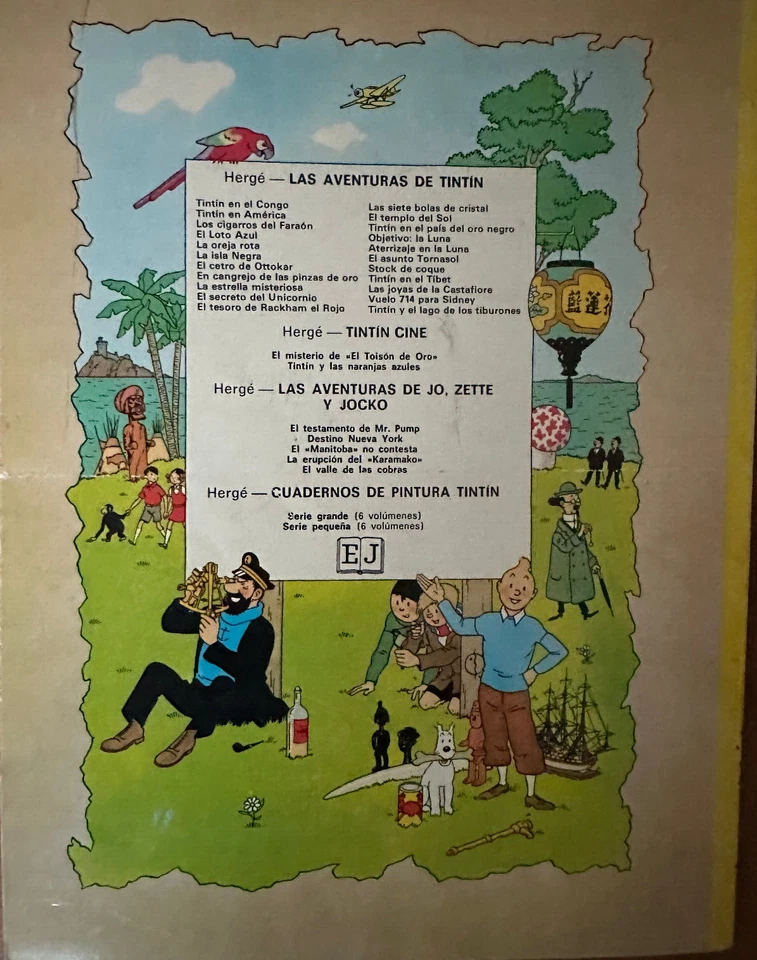 Hergé — LAS AVENTURAS DE TINTÍN
Tintín en el Congo
Tintín en América
Los cigarros del Faraón
El Loto Azul
La oreja rota
La isla Negra
El cetro de Ottokar
En cangrejo de las pinzas de oro
La estrella misteriosa
El secreto del Unicornio
El tesoro de Rackham el Rojo
Las siete bolas de cristal
El templo del Sol
Tintín en el país del oro negro
Objetivo: la Luna
Aterrizaje en la Luna
El asunto Tornasol
Stock de coque
Tintín en el Tíbet
Las joyas de la Castafiore
Vuelo 714 para Sidney
Tintín y el lago de los tiburones
Hergé — TINTÍN CINE
El misterio de «El Toisón de Oro»
Tintín y las naranjas azules
Hergé — LAS AVENTURAS DE JO, ZETTE
Y JOCKO
El testamento de Mr. Pump
Destino Nueva York
El «Manitoba» no contesta
La erupción del «Karamako»
El valle de las cobras
Hergé — CUADERNOS DE PINTURA TINTÍN
Serie grande (6 volúmenes)
Serie pequeña (6 volúmenes)
EJ
藍蓮